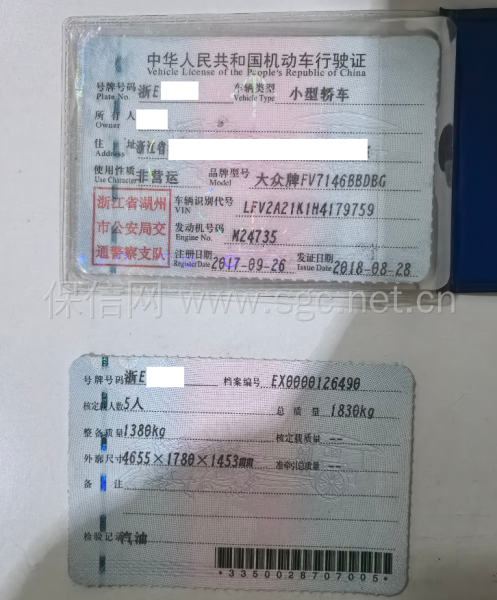 中华人民共和国机动车行驶证
Vehicle License of the People's Republic of China
号牌号码 浙E 车辆类型 小型轿车
Plate No. Vehicle Type
所有人
Owner
住址 浙江省
Address
使用性质 非营运 品牌型号 大众牌FV7146BBDBG
Use Character Model
浙江省湖州
市公安局交
通警察支队
车辆识别代号 LFV2A21K1H4179759
VIN
发动机号码 M24735
Engine No.
注册日期 2017-09-26 发证日期 2018-08-28
Register Date Issue Date
保信网 www.sgc.net.cn
号牌号码 浙E 档案编号 EX0000126490
核定载人数 5人 总质量 1830kg
整备质量 1380kg 核定载质量 --
外廓尺寸 4655×1780×1453mm 准牵引总质量 --
备注
检验记录 汽油
*3350028707005*